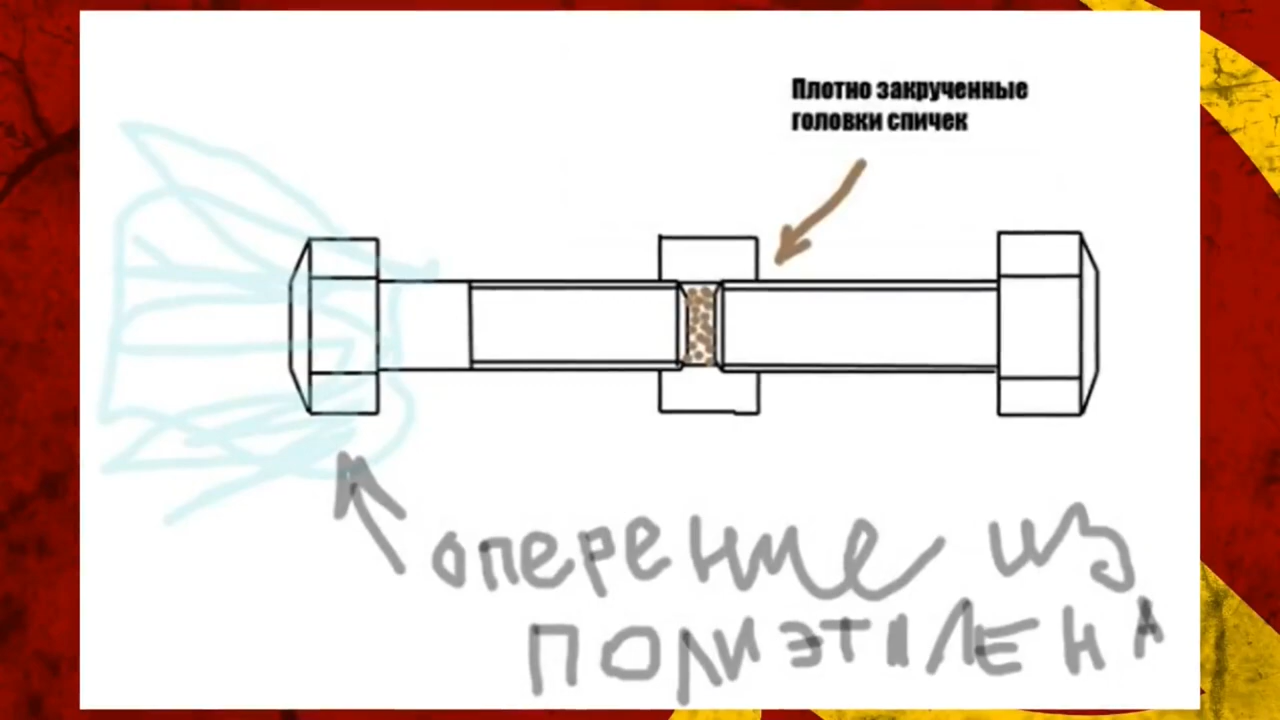 Плотно закрученные
головки спичек
оперение из
ПОЛИЭТИЛЕНА